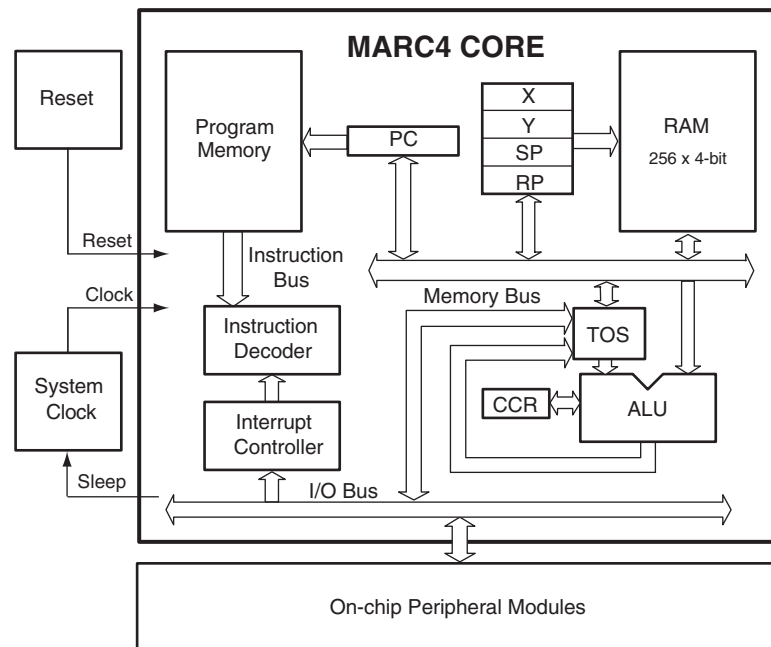 MARC4 CORE
Reset
Program
Memory
PC
X
Y
SP
RP
RAM
256 x 4-bit
Reset
Instruction
Bus
Clock
Memory Bus
Instruction
Decoder
TOS
System
Clock
CCR
ALU
Interrupt
Controller
Sleep
I/O Bus
On-chip Peripheral Modules